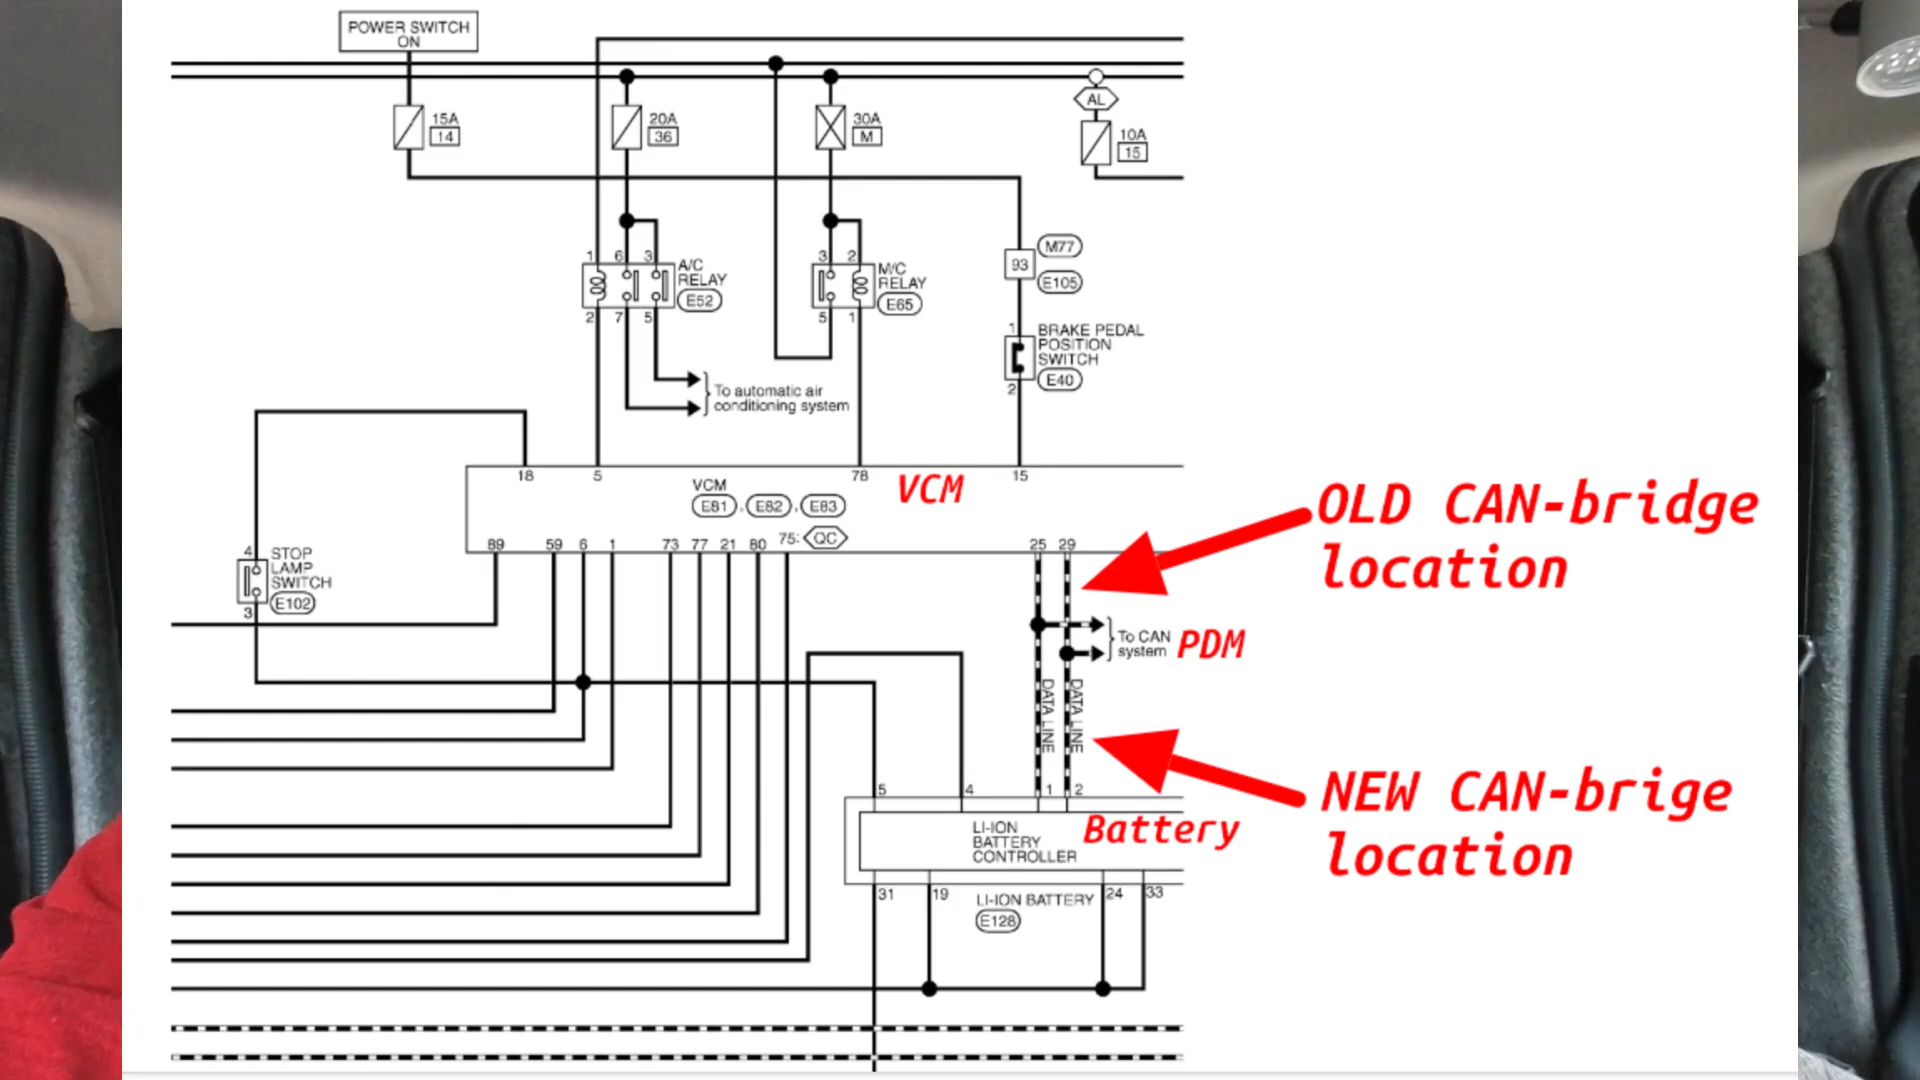 POWER SWITCH
ON
15A
14
20A
36
30A
M
AL
10A
15
M77
93
E105
1 6 3
A/C
RELAY
E52
2 7 5
3 2
M/C
RELAY
E65
5 1
1
BRAKE PEDAL
POSITION
SWITCH
E40
2
To automatic air
conditioning system
18 5 78 15
VCM
E81 , E82 , E83
VCM
89 59 6 1 73 77 21 80 75: QC 25 29
OLD CAN-bridge
location
4
STOP
LAMP
SWITCH
E102
3
To CAN
system
PDM
DATA LINE
DATA LINE
NEW CAN-brige
location
5 4 1 2
LI-ION
BATTERY
CONTROLLER
Battery
31 19 24 33
LI-ION BATTERY
E128